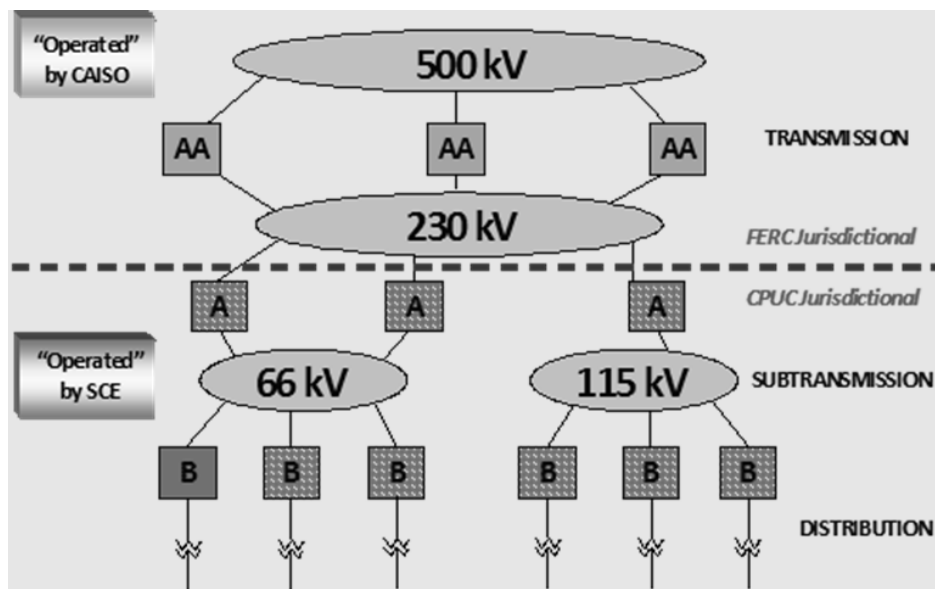 “Operated”
by CAISO
500 kV
AA AA AA
TRANSMISSION
230 kV
FERC Jurisdictional
A A A
CPUC Jurisdictional
“Operated”
by SCE
66 kV 115 kV
SUBTRANSMISSION
B B B B B B
DISTRIBUTION